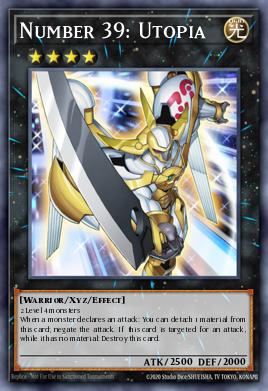 Number 39: Utopia
光
39
[Warrior/Xyz/Effect]
2 Level 4 monsters
When a monster declares an attack: You can detach 1 material from
this card; negate the attack. If this card is targeted for an attack,
while it has no material: Destroy this card.
ATK/2500 DEF/2000
Replica - Not For Use in Sanctioned Tournaments
©2020 Studio Dice/SHUEISHA, TV TOKYO, KONAMI